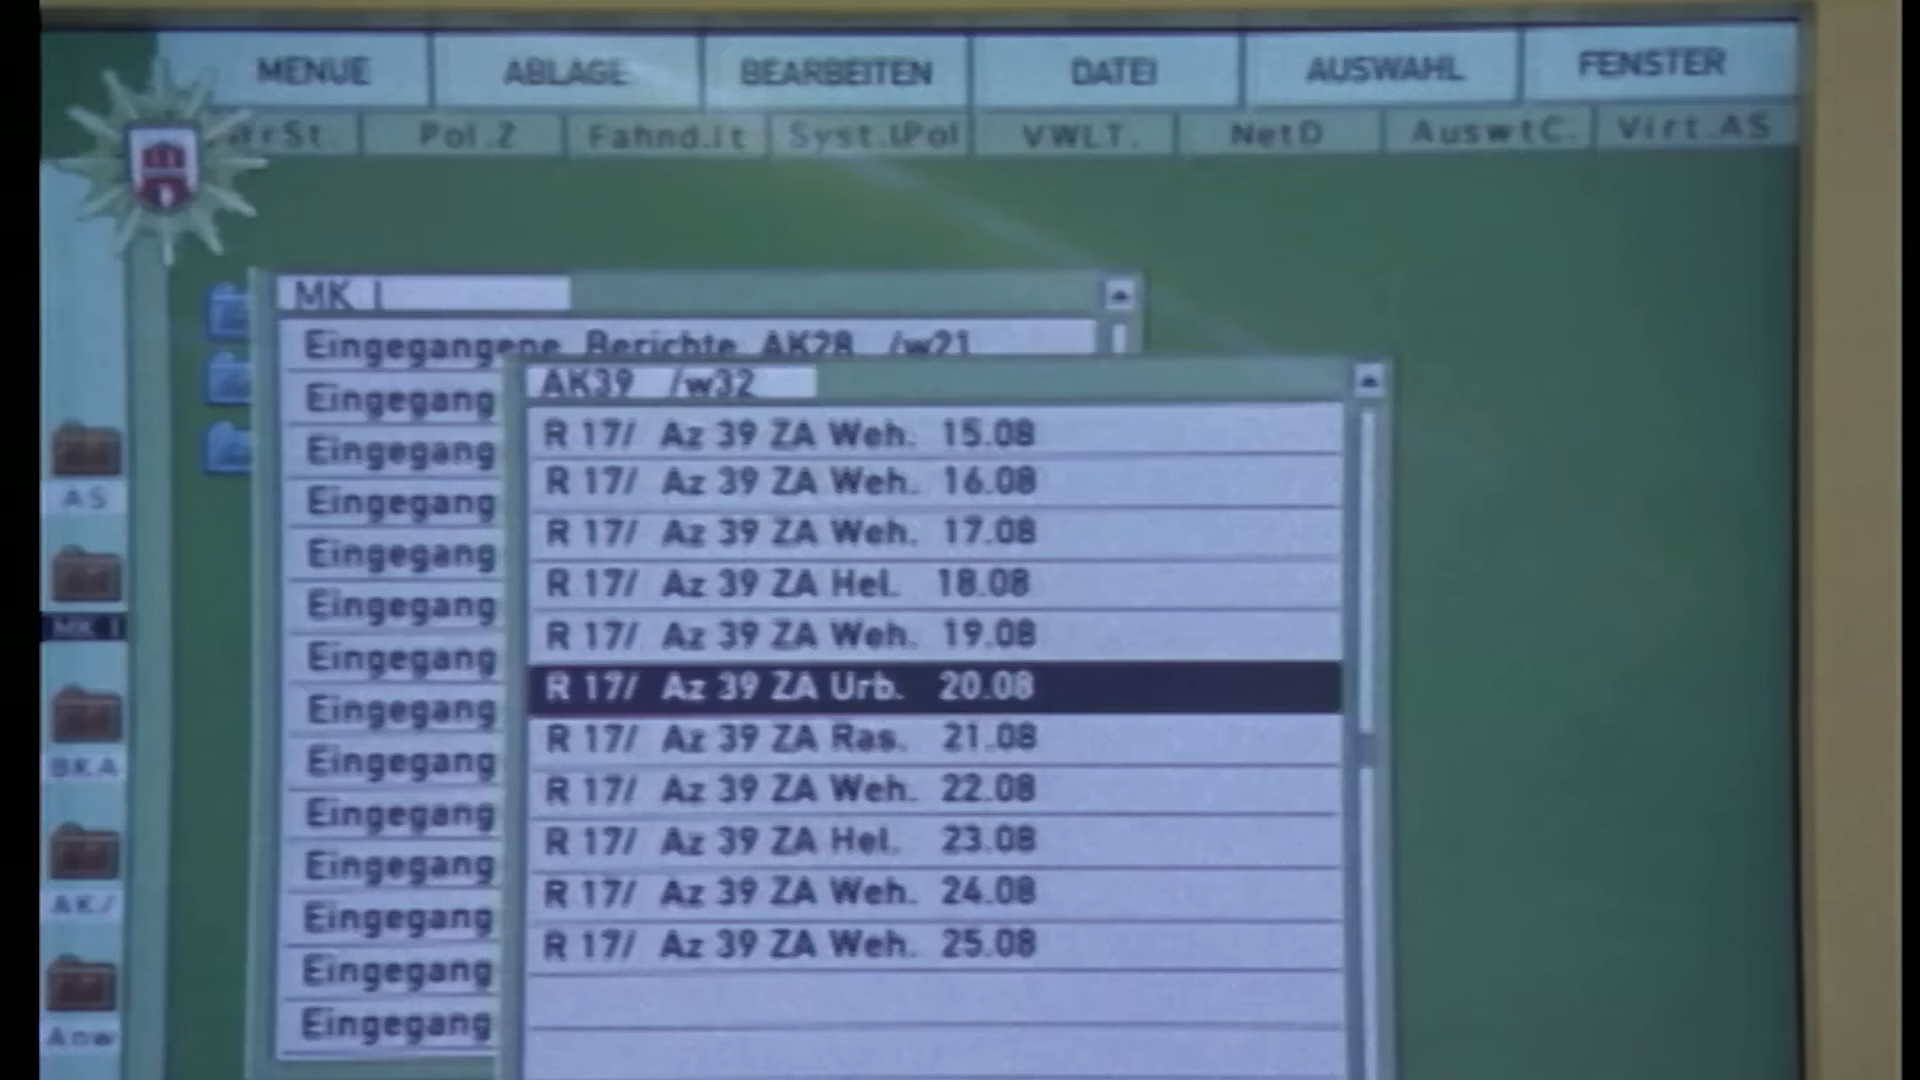 MENUE ABLAGE BEARBEITEN DATEI AUSWAHL FENSTER
Pol.Z Fahnd.it Syst.IPol VWLT. NetD AuswtC. Virt.AS
MK I
Eingegangene Berichte AK28 /w21
Eingegang
Eingegang
Eingegang
Eingegang
Eingegang
Eingegang
Eingegang
Eingegang
Eingegang
Eingegang
Eingegang
Eingegang
Eingegang
AK39 /w32
R 17/ Az 39 ZA Weh. 15.08
R 17/ Az 39 ZA Weh. 16.08
R 17/ Az 39 ZA Weh. 17.08
R 17/ Az 39 ZA Hel. 18.08
R 17/ Az 39 ZA Weh. 19.08
R 17/ Az 39 ZA Urb. 20.08
R 17/ Az 39 ZA Ras. 21.08
R 17/ Az 39 ZA Weh. 22.08
R 17/ Az 39 ZA Hel. 23.08
R 17/ Az 39 ZA Weh. 24.08
R 17/ Az 39 ZA Weh. 25.08
AS
MK I
BKA
AK/
Anw